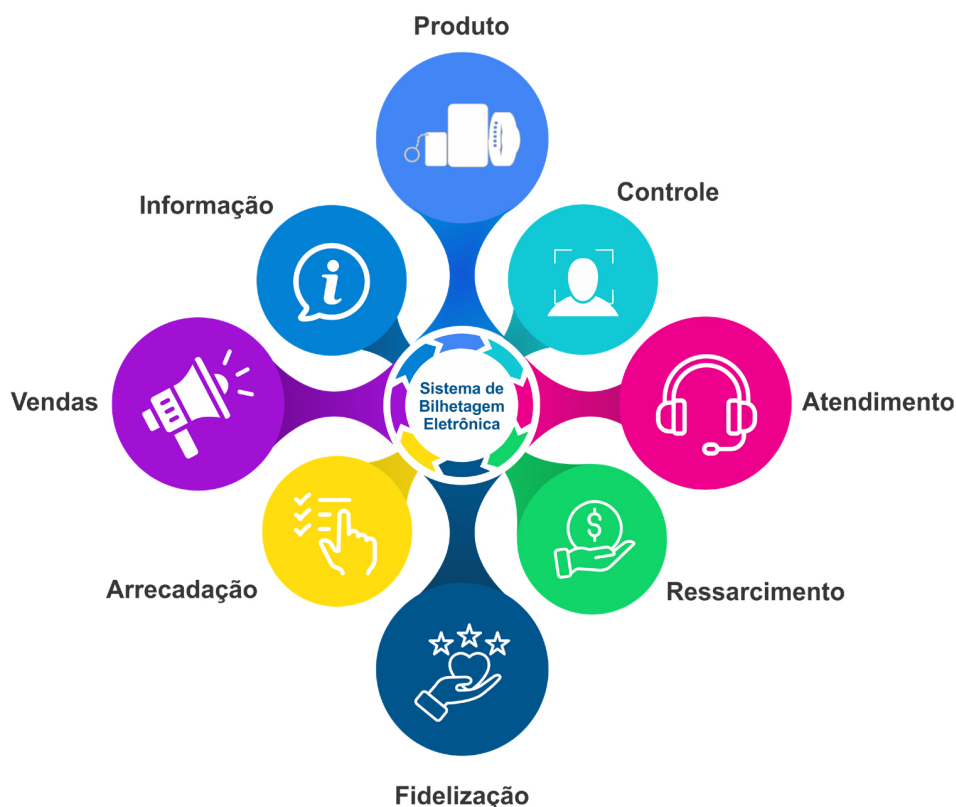 Produto
Controle
Informação
Sistema de
Bilhetagem
Eletrônica
Vendas
Atendimento
Arrecadação
Ressarcimento
Fidelização